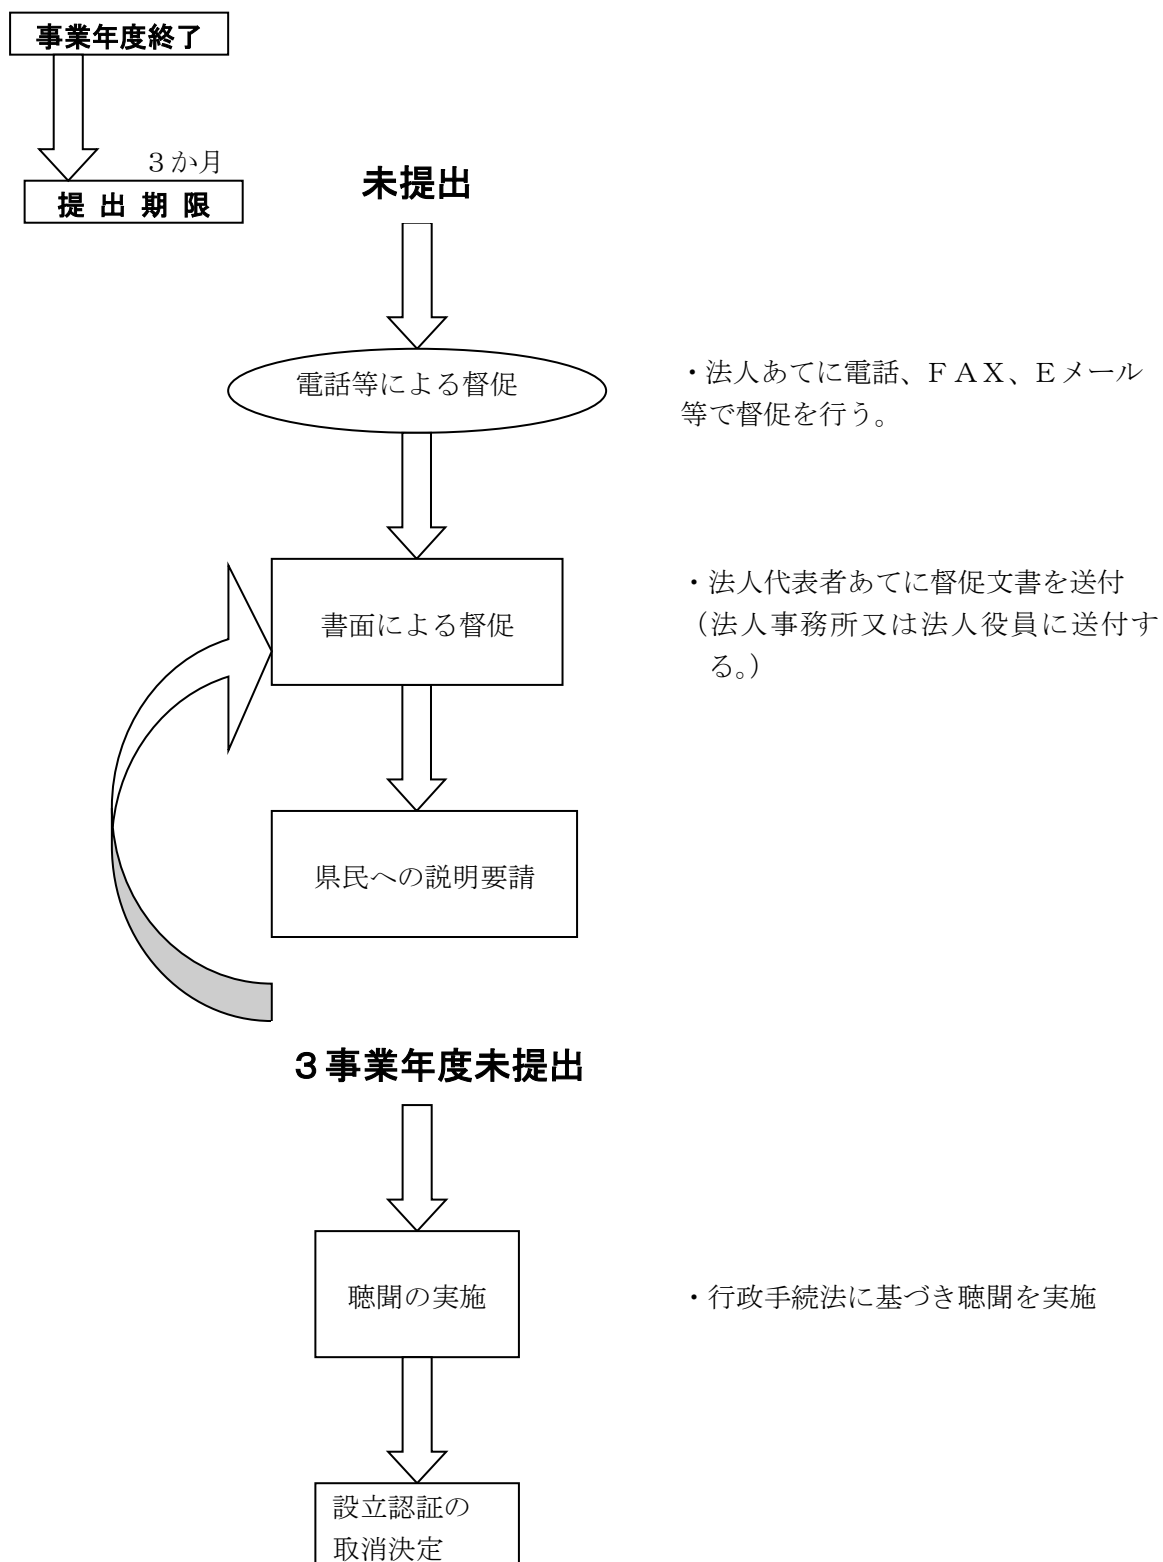 事業年度終了
３か月
提 出 期 限
未提出
電話等による督促
・法人あてに電話、ＦＡＸ、Ｅメール
等で督促を行う。
書面による督促
・法人代表者あてに督促文書を送付
（法人事務所又は法人役員に送付す
る。）
県民への説明要請
３事業年度未提出
聴聞の実施
・行政手続法に基づき聴聞を実施
設立認証の
取消決定